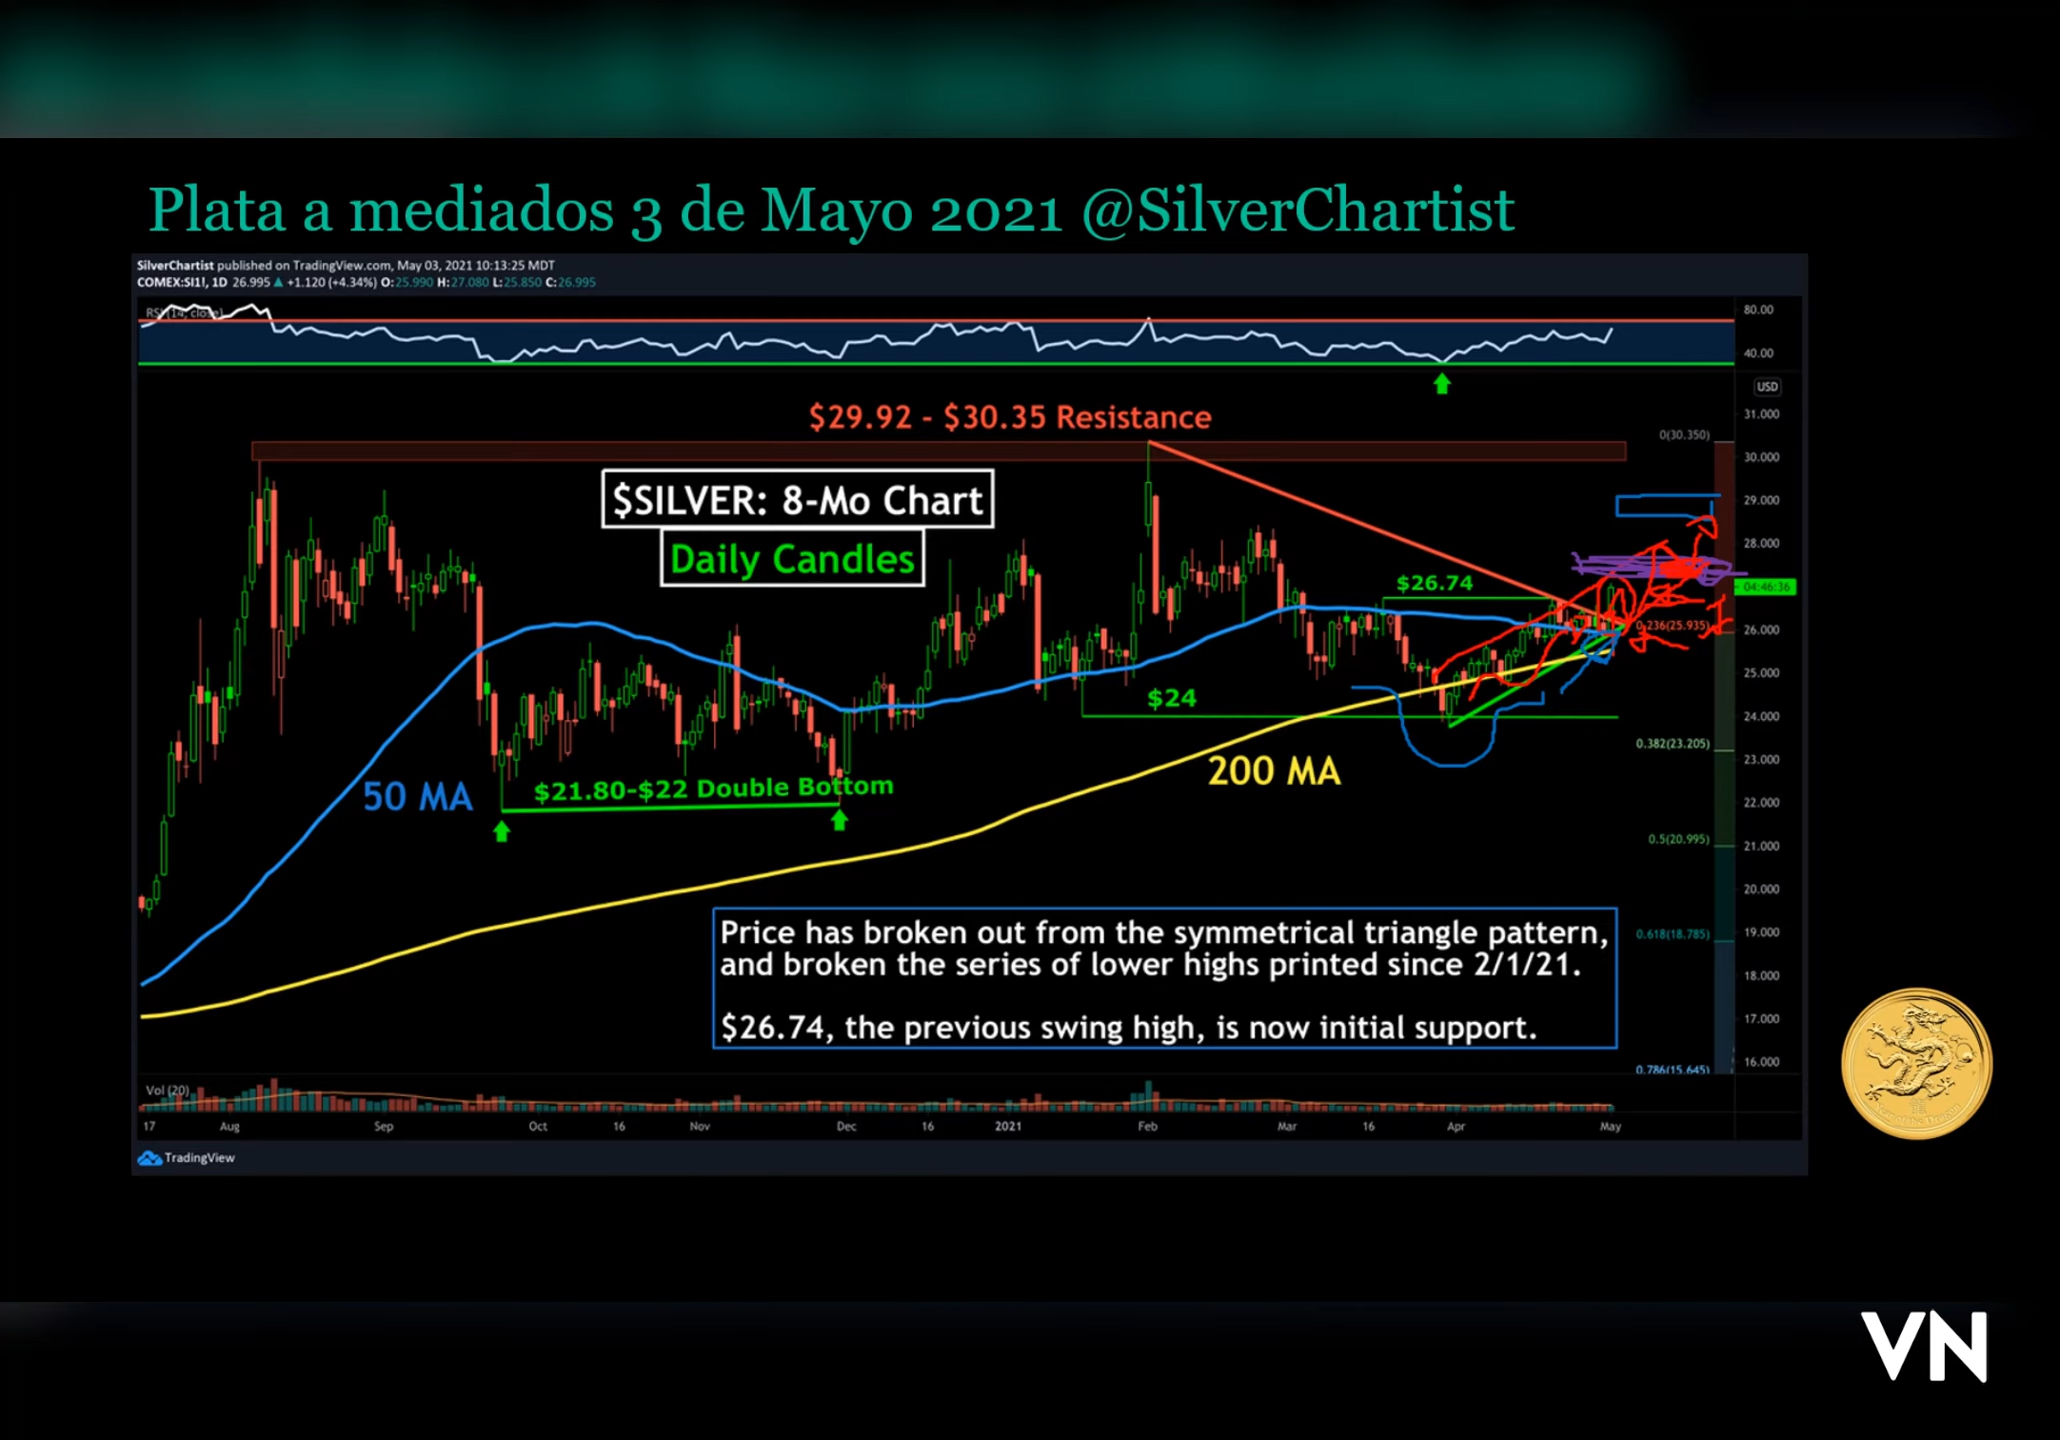 Plata a mediados 3 de Mayo 2021 @SilverChartist
SilverChartist published on TradingView.com, May 03, 2021 10:13:25 MDT
COMEX:SI1!, 1D 26.995 ▲ +1.120 (+4.34%) O:25.990 H:27.080 L:25.850 C:26.995
RSI (14, close)
80.00
40.00
USD
$29.92 - $30.35 Resistance
31.000
0(30.350)
30.000
$SILVER: 8-Mo Chart
29.000
Daily Candles
28.000
$26.74
04:46:36
0.236(25.935)
26.000
25.000
$24
24.000
0.382(23.205)
23.000
200 MA
50 MA
$21.80-$22 Double Bottom
22.000
0.5(20.995)
21.000
20.000
Price has broken out from the symmetrical triangle pattern,
and broken the series of lower highs printed since 2/1/21.
$26.74, the previous swing high, is now initial support.
0.618(18.785)
19.000
18.000
17.000
16.000
0.786(15.645)
Vol (20)
17 Aug Sep Oct 16 Nov Dec 16 2021 Feb Mar 16 Apr May
TradingView
VN